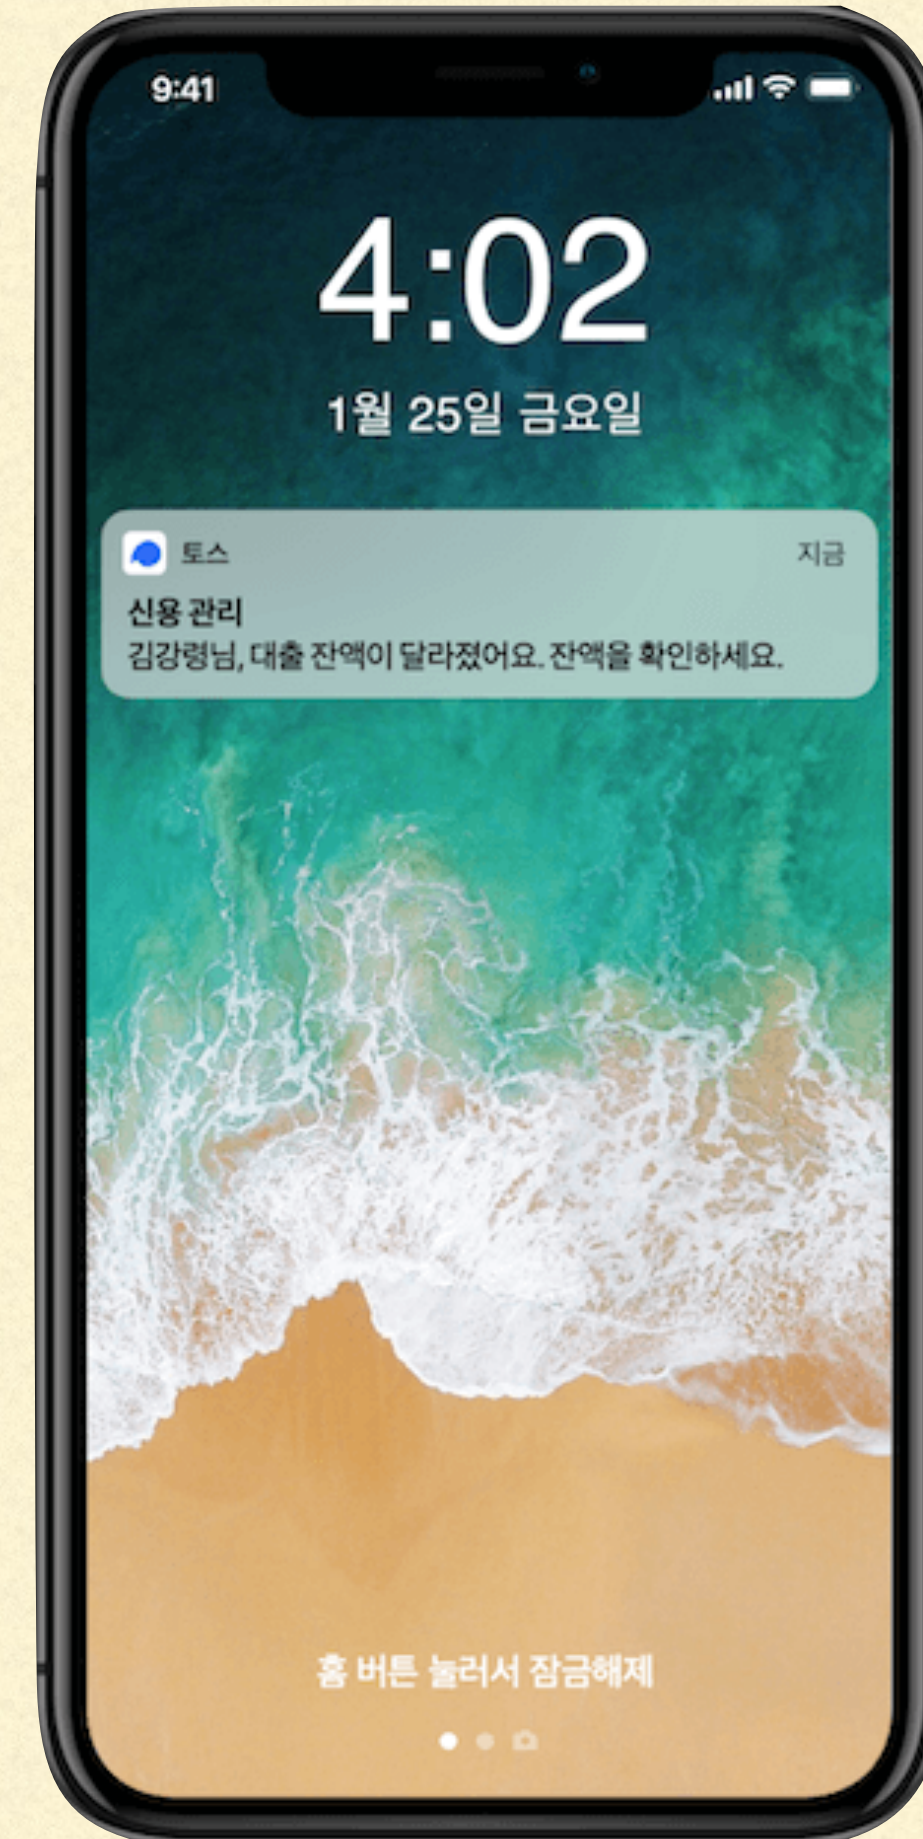 9:41
4:02
1월 25일 금요일
토스 지금
신용 관리
김강령님, 대출 잔액이 달라졌어요. 잔액을 확인하세요.
홈 버튼 눌러서 잠금해제